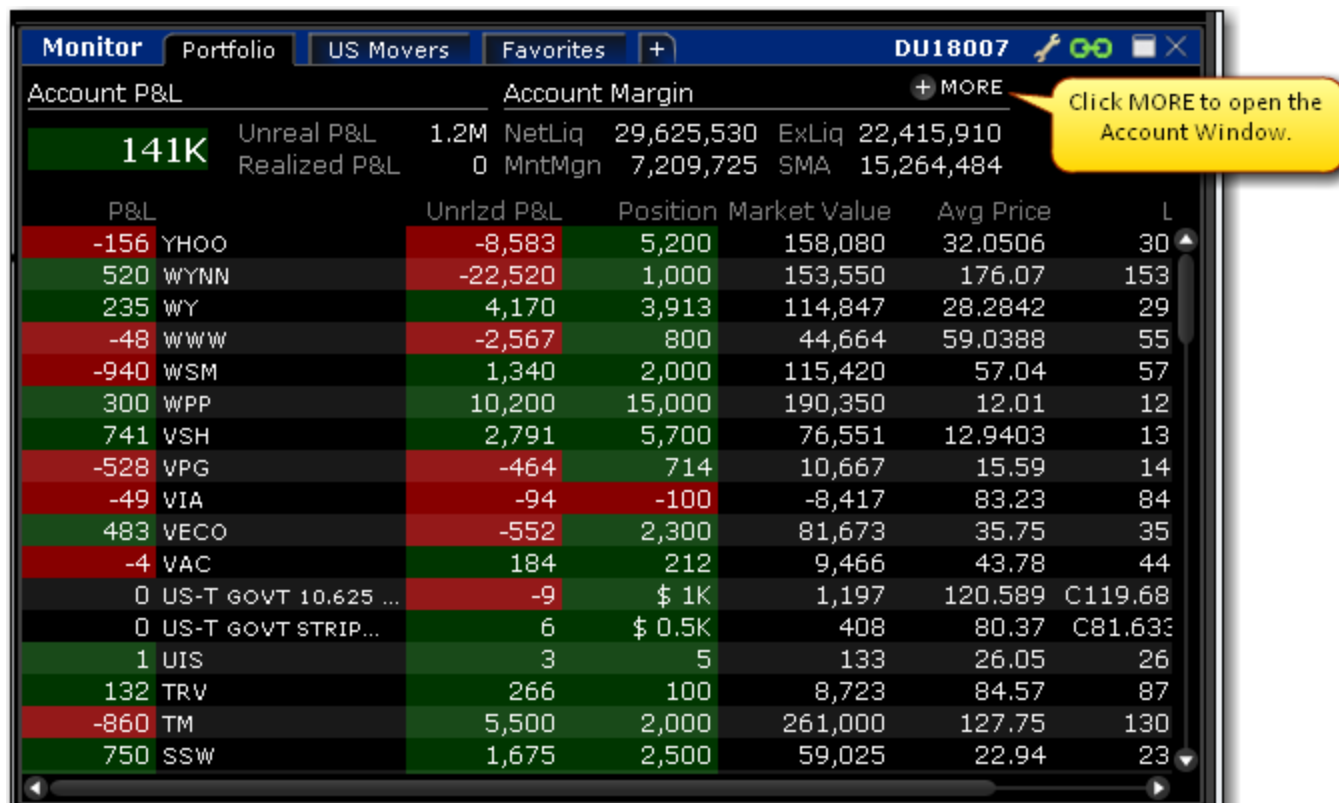 Monitor Portfolio US Movers Favorites + DU18007
Account P&L Account Margin + MORE
Click MORE to open the
Account Window.
141K Unreal P&L 1.2M NetLiq 29,625,530 ExLiq 22,415,910
Realized P&L 0 MntMgn 7,209,725 SMA 15,264,484
P&L Unrlzd P&L Position Market Value Avg Price L
-156 YHOO -8,583 5,200 158,080 32.0506 30
520 WYNN -22,520 1,000 153,550 176.07 153
235 WY 4,170 3,913 114,847 28.2842 29
-48 WWW -2,567 800 44,664 59.0388 55
-940 WSM 1,340 2,000 115,420 57.04 57
300 WPP 10,200 15,000 190,350 12.01 12
741 VSH 2,791 5,700 76,551 12.9403 13
-528 VPG -464 714 10,667 15.59 14
-49 VIA -94 -100 -8,417 83.23 84
483 VECO -552 2,300 81,673 35.75 35
-4 VAC 184 212 9,466 43.78 44
0 US-T GOVT 10.625 ... -9 $ 1K 1,197 120.589 C119.68
0 US-T GOVT STRIP... 6 $ 0.5K 408 80.37 C81.633
1 UIS 3 5 133 26.05 26
132 TRV 266 100 8,723 84.57 87
-860 TM 5,500 2,000 261,000 127.75 130
750 SSW 1,675 2,500 59,025 22.94 23